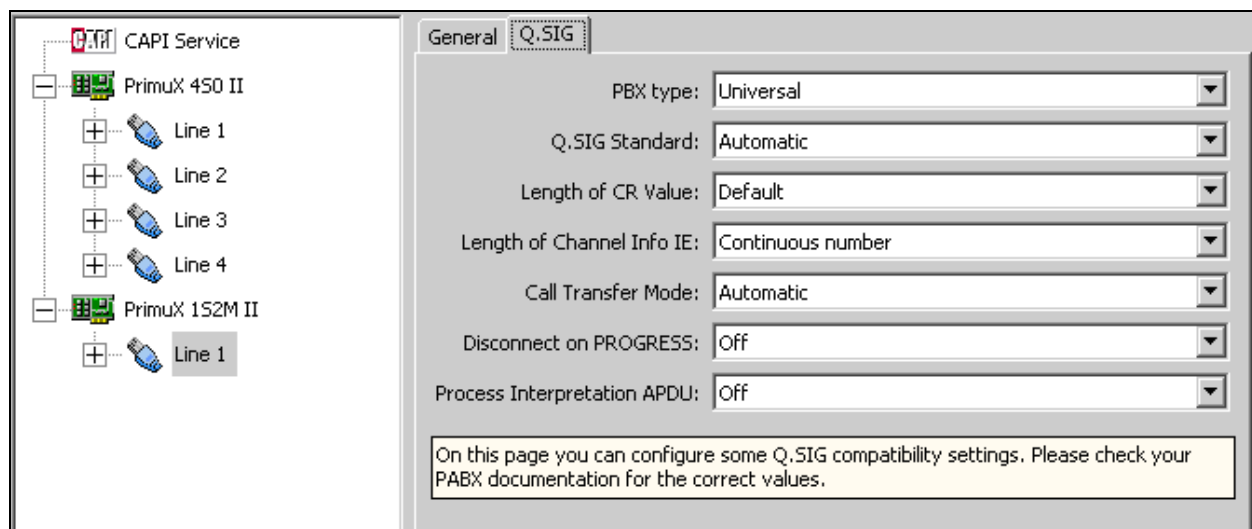 CAPI CAPI Service
PrimuX 4S0 II
Line 1
Line 2
Line 3
Line 4
PrimuX 1S2M II
Line 1
General Q.SIG
PBX type: Universal
Q.SIG Standard: Automatic
Length of CR Value: Default
Length of Channel Info IE: Continuous number
Call Transfer Mode: Automatic
Disconnect on PROGRESS: Off
Process Interpretation APDU: Off
On this page you can configure some Q.SIG compatibility settings. Please check your
PABX documentation for the correct values.